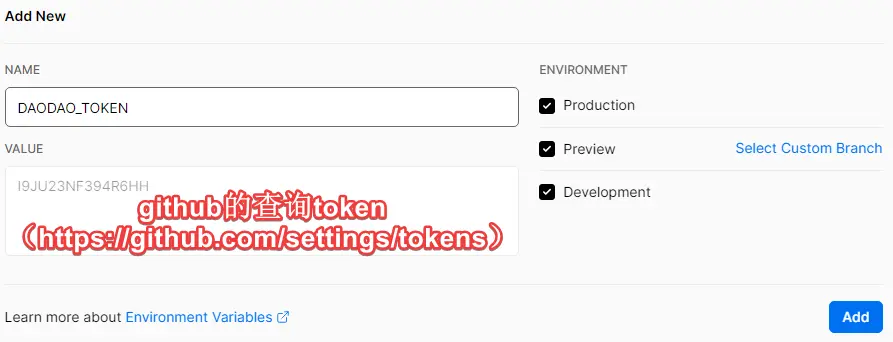 Add New
NAME
ENVIRONMENT
DAODAO_TOKEN
Production
VALUE
Preview
Select Custom Branch
I9JU23NF394R6HH
Development
github的查询token
（https://github.com/settings/tokens）
Learn more about Environment Variables
Add